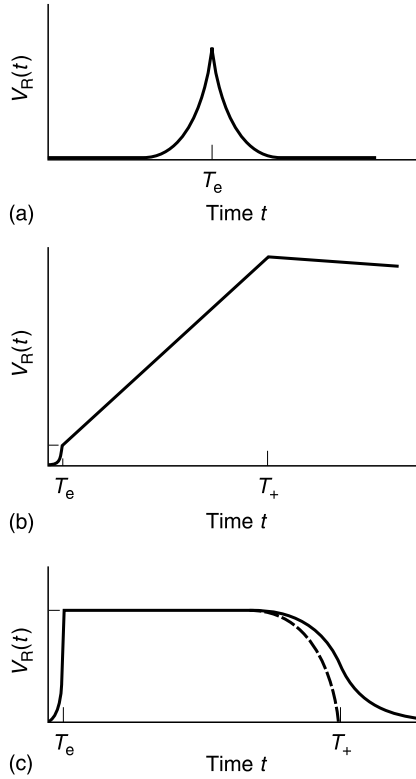 V_R(t)
T_e
(a) Time t
V_R(t)
T_e T_+
(b) Time t
V_R(t)
T_e T_+
(c) Time t